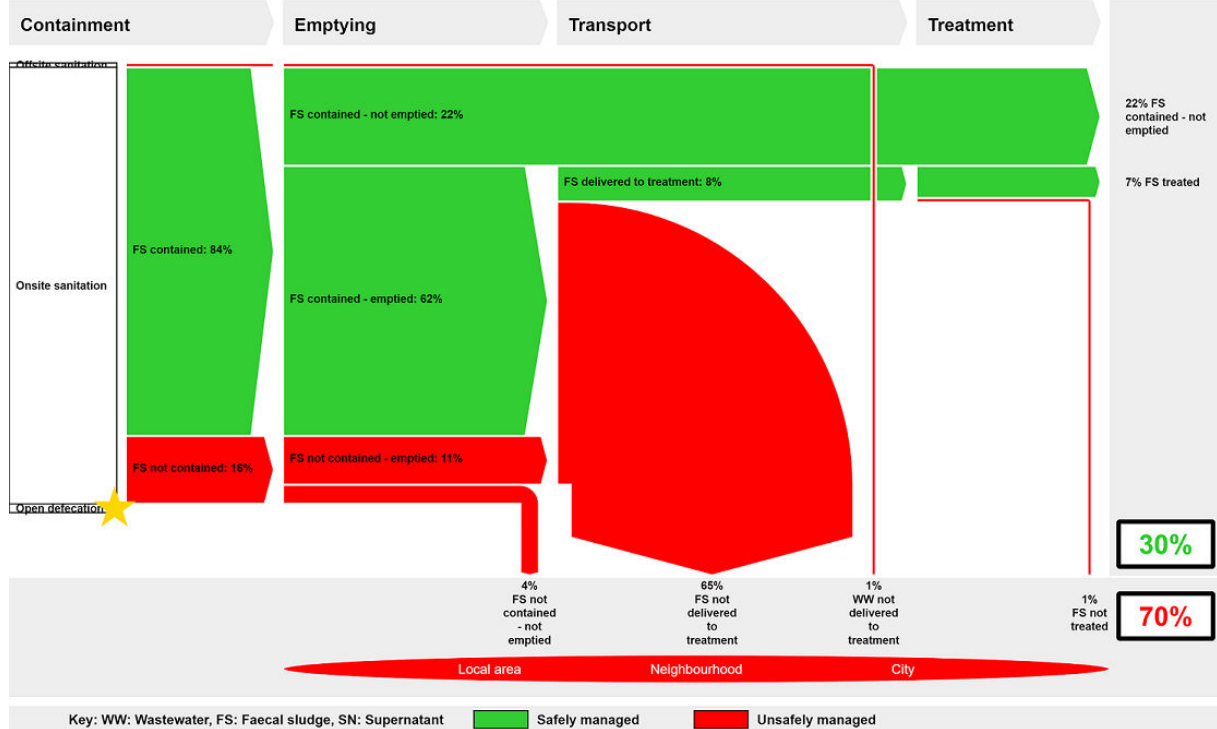 Containment
Emptying
Transport
Treatment
Offsite sanitation
FS contained - not emptied: 22%
22% FS
contained - not
emptied
FS delivered to treatment: 8%
7% FS treated
FS contained: 84%
Onsite sanitation
FS contained - emptied: 62%
FS not contained - emptied: 11%
FS not contained: 16%
Open defecation
30%
4%
FS not
contained
- not
emptied
65%
FS not
delivered
to
treatment
1%
WW not
delivered
to
treatment
1%
FS not
treated
70%
Local area
Neighbourhood
City
Key: WW: Wastewater, FS: Faecal sludge, SN: Supernatant
Safely managed
Unsafely managed